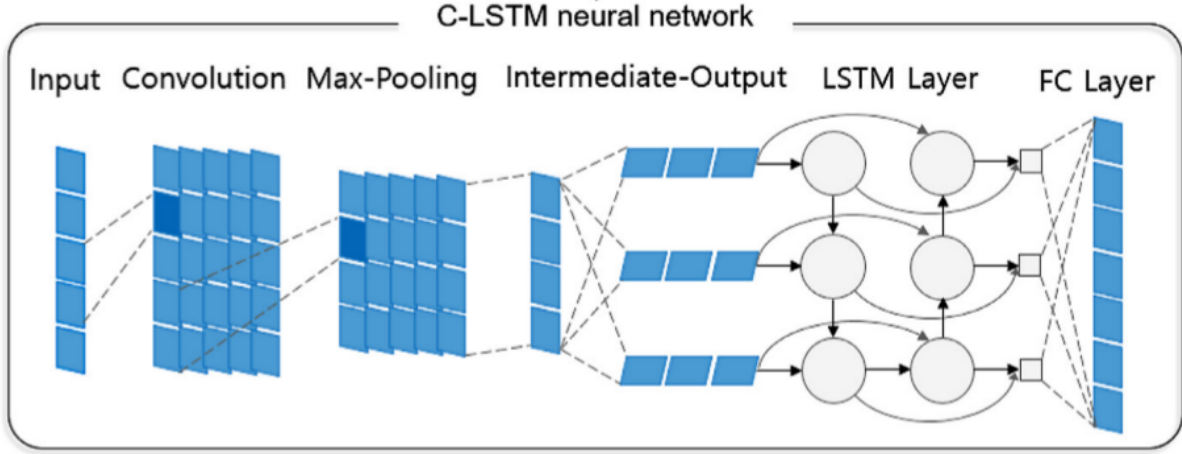 C-LSTM neural network
Input Convolution Max-Pooling Intermediate-Output LSTM Layer FC Layer